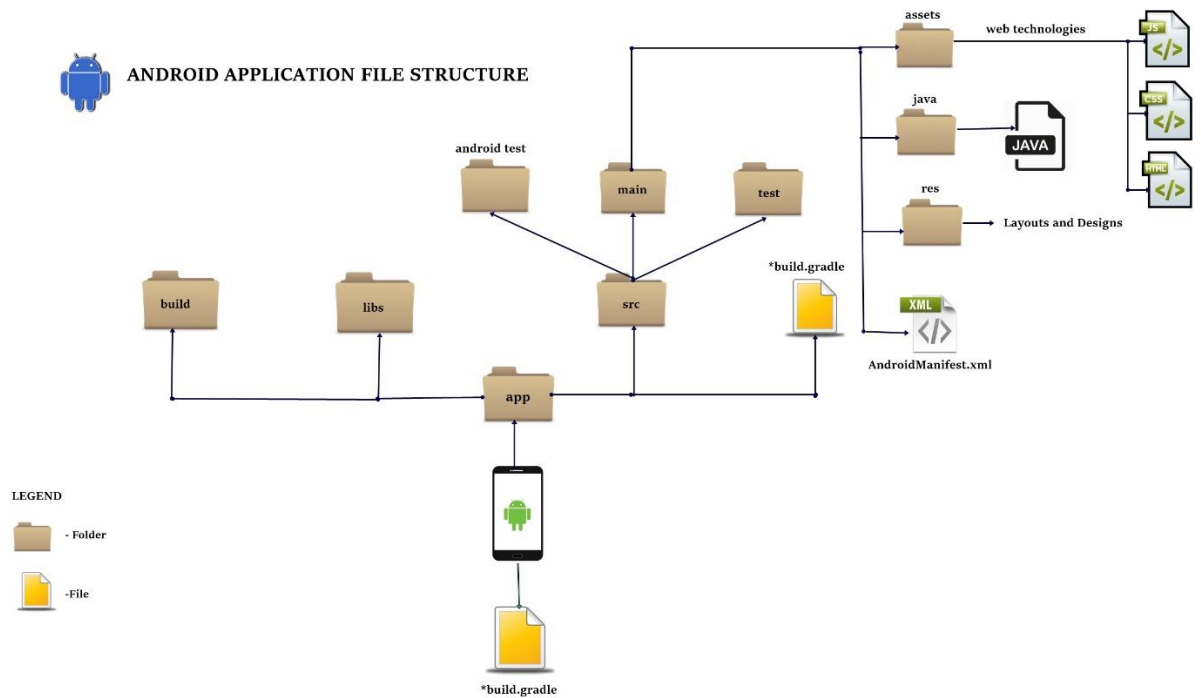 ANDROID APPLICATION FILE STRUCTURE
assets
web technologies
JS
CSS
HTML
java
JAVA
android test
main
test
res
Layouts and Designs
build
libs
src
*build.gradle
XML
AndroidManifest.xml
app
LEGEND
- Folder
-File
*build.gradle